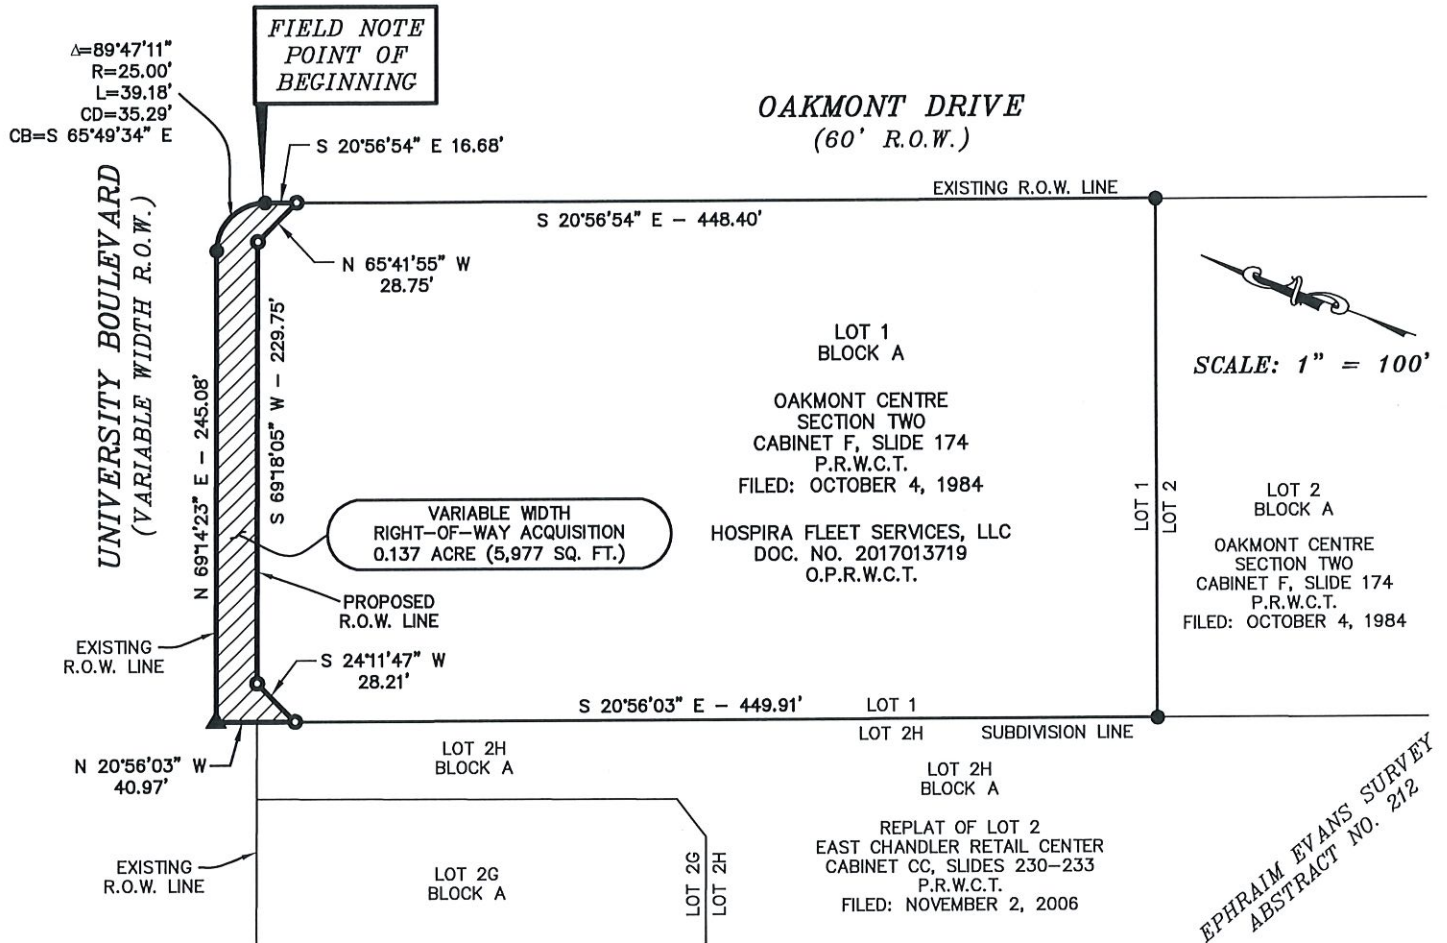 FIELD NOTE
POINT OF
BEGINNING
Δ=89°47'11"
R=25.00'
L=39.18'
CD=35.29'
CB=S 65°49'34" E
OAKMONT DRIVE
(60' R.O.W.)
S 20°56'54" E 16.68'
EXISTING R.O.W. LINE
S 20°56'54" E – 448.40'
N 65°41'55" W
28.75'
UNIVERSITY BOULEVARD
(VARIABLE WIDTH R.O.W.)
N 69°14'23" E – 245.08'
S 69°18'05" W – 229.75'
LOT 1
BLOCK A
OAKMONT CENTRE
SECTION TWO
CABINET F, SLIDE 174
P.R.W.C.T.
FILED: OCTOBER 4, 1984
HOSPIRA FLEET SERVICES, LLC
DOC. NO. 2017013719
O.P.R.W.C.T.
SCALE: 1" = 100'
LOT 1
LOT 2
LOT 2
BLOCK A
OAKMONT CENTRE
SECTION TWO
CABINET F, SLIDE 174
P.R.W.C.T.
FILED: OCTOBER 4, 1984
VARIABLE WIDTH
RIGHT-OF-WAY ACQUISITION
0.137 ACRE (5,977 SQ. FT.)
PROPOSED
R.O.W. LINE
EXISTING
R.O.W. LINE
S 24°11'47" W
28.21'
S 20°56'03" E – 449.91'
LOT 1
LOT 2H
SUBDIVISION LINE
N 20°56'03" W
40.97'
LOT 2H
BLOCK A
LOT 2H
BLOCK A
REPLAT OF LOT 2
EAST CHANDLER RETAIL CENTER
CABINET CC, SLIDES 230–233
P.R.W.C.T.
FILED: NOVEMBER 2, 2006
EXISTING
R.O.W. LINE
LOT 2G
BLOCK A
LOT 2G
LOT 2H
EPHRAIM EVANS SURVEY
ABSTRACT NO. 212